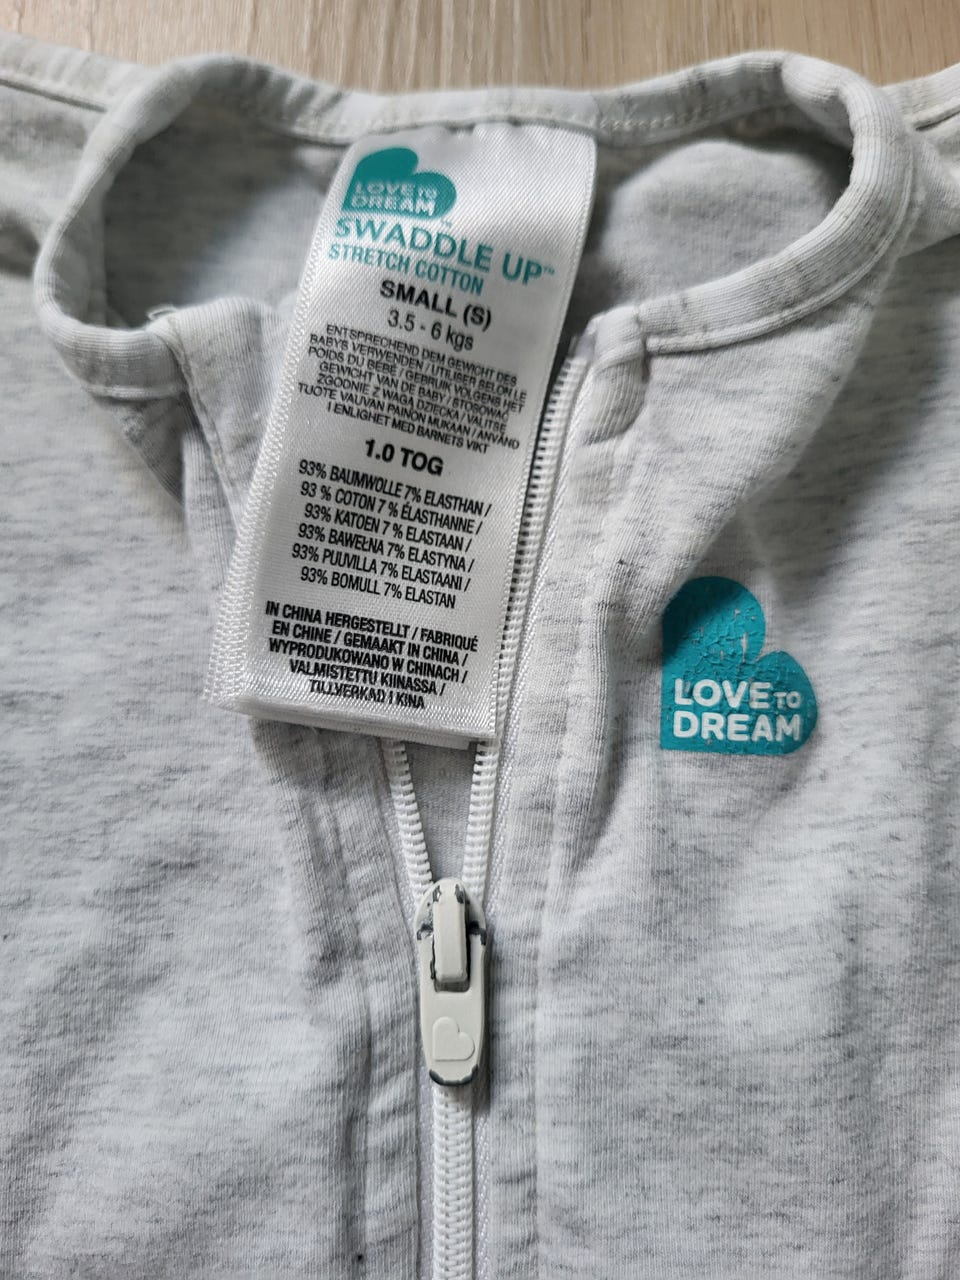 LOVE TO
DREAM™
SWADDLE UP™
STRETCH COTTON
SMALL (S)
3.5 - 6 kgs
ENTSPRECHEND DEM GEWICHT DES
BABYS VERWENDEN / UTILISER SELON LE
POIDS DU BÉBÉ / GEBRUIK VOLGENS HET
GEWICHT VAN DE BABY / STOSOWAĆ
ZGODNIE Z WAGĄ DZIECKA / VALITSE
TUOTE VAUVAN PAINON MUKAAN / ANVÄND
I ENLIGHET MED BARNETS VIKT
1.0 TOG
93% BAUMWOLLE 7% ELASTHAN /
93 % COTON 7 % ÉLASTHANNE /
93% KATOEN 7 % ELASTAAN /
93% BAWEŁNA 7% ELASTYNA /
93% PUUVILLA 7% ELASTAANI /
93% BOMULL 7% ELASTAN
IN CHINA HERGESTELLT / FABRIQUÉ
EN CHINE / GEMAAKT IN CHINA /
WYPRODUKOWANO W CHINACH /
VALMISTETTU KIINASSA /
TILLVERKAD I KINA
LOVE TO
DREAM